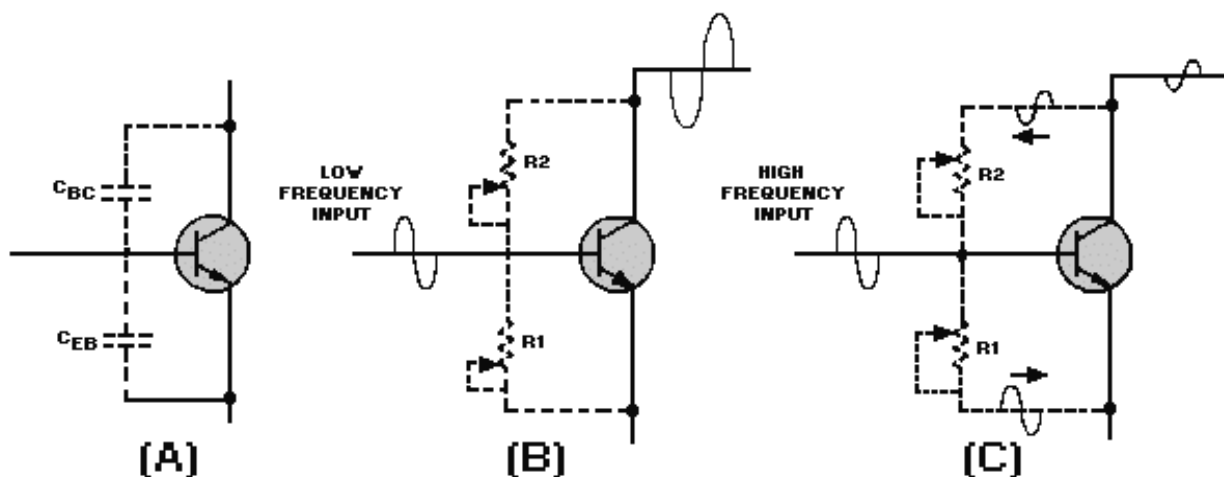 CBC
CEB
[A]
LOW
FREQUENCY
INPUT
R2
R1
[B]
HIGH
FREQUENCY
INPUT
R2
R1
[C]